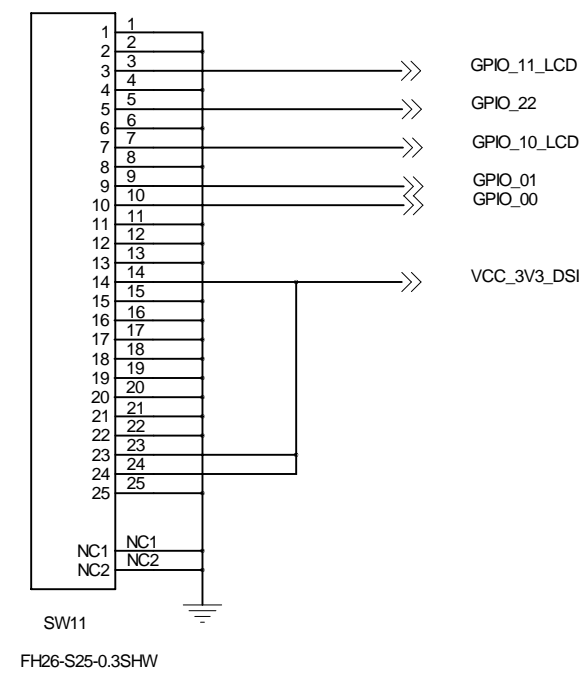 1 1
2 2
3 3 GPIO_11_LCD
4 4
5 5 GPIO_22
6 6
7 7 GPIO_10_LCD
8 8
9 9 GPIO_01
10 10 GPIO_00
11 11
12 12
13 13
14 14 VCC_3V3_DSI
15 15
16 16
17 17
18 18
19 19
20 20
21 21
22 22
23 23
24 24
25 25
NC1 NC1
NC2 NC2
SW11
FH26-S25-0.3SHW